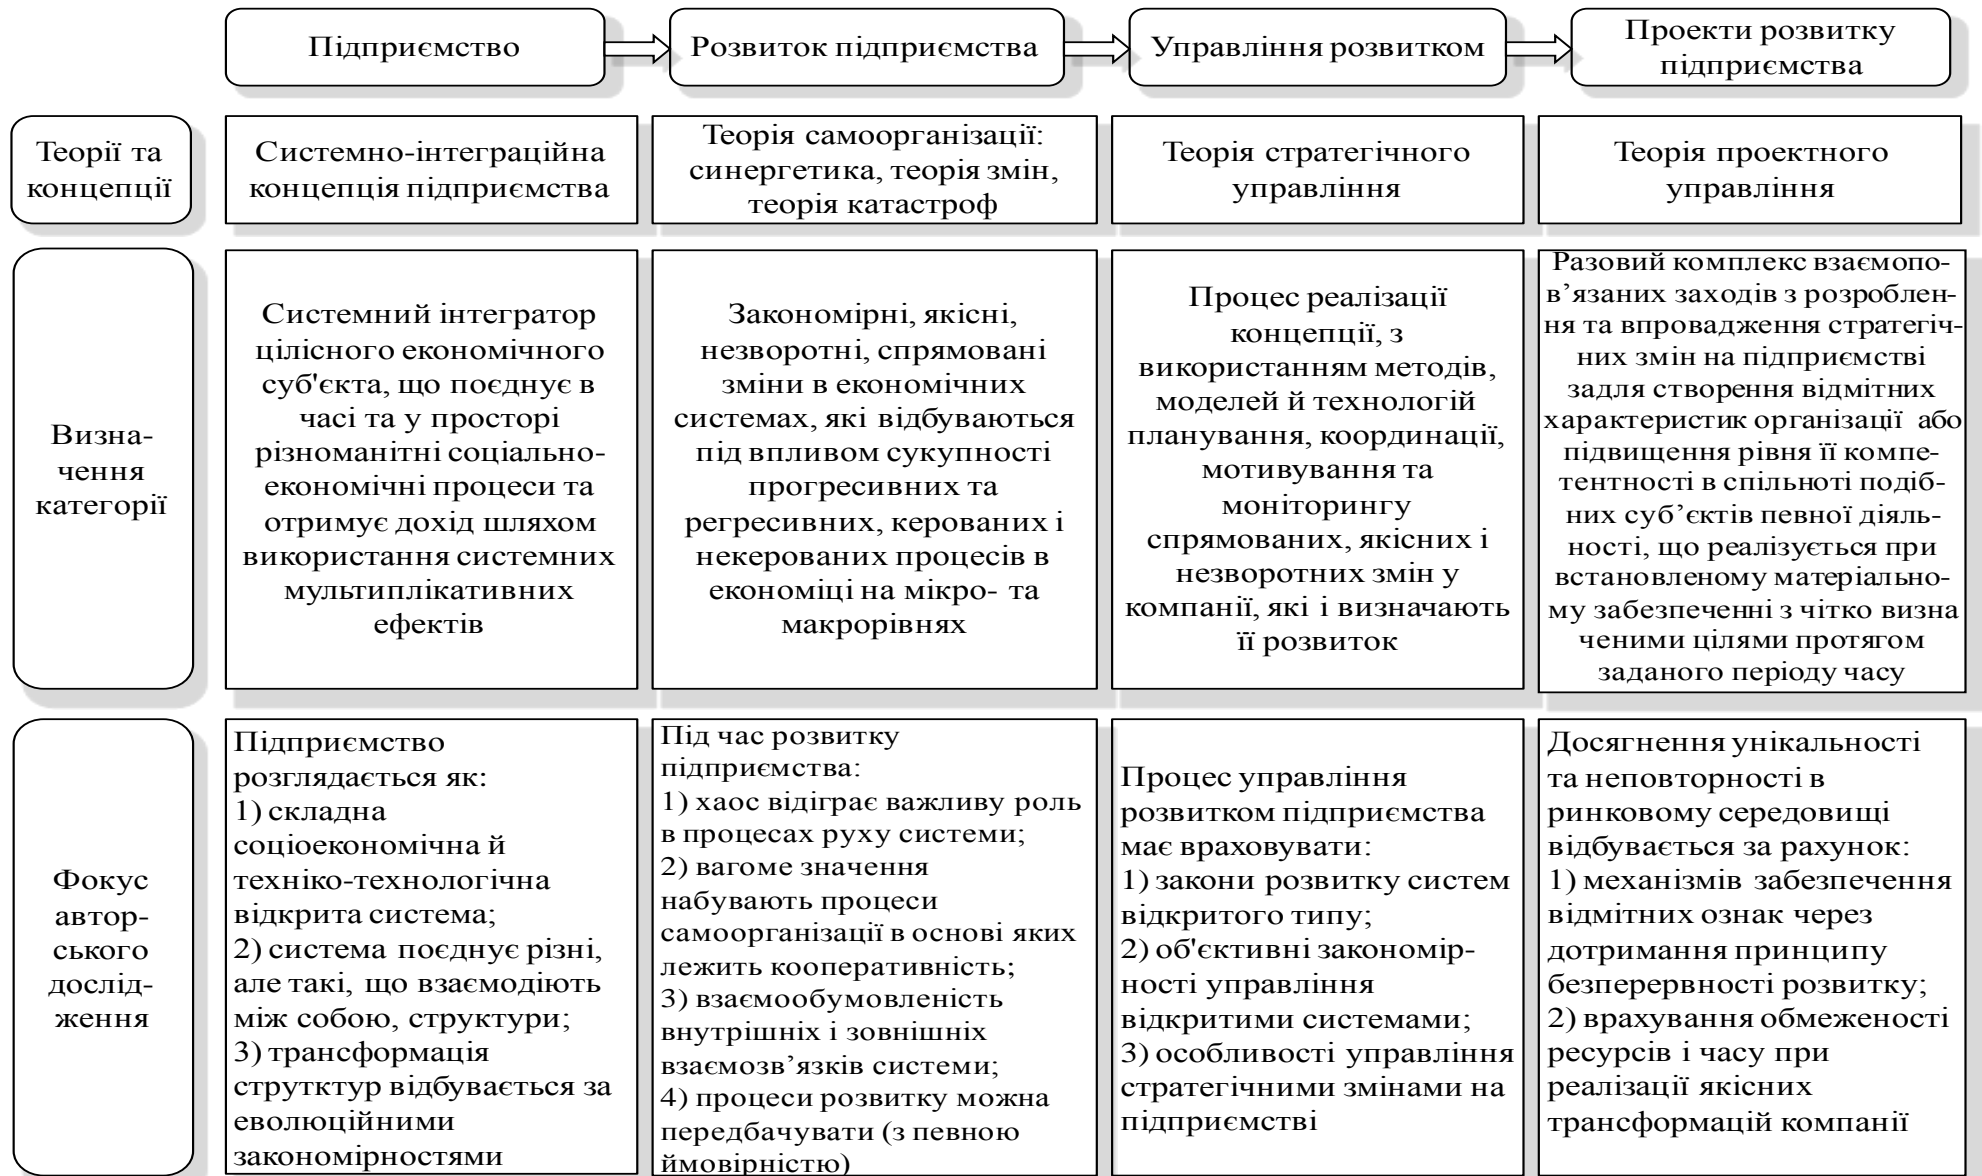 Підприємство
Розвиток підприємства
Управління розвитком
Проекти розвитку
підприємства
Теорії та
концепції
Системно-інтеграційна
концепція підприємства
Теорія самоорганізації:
синергетика, теорія змін,
теорія катастроф
Теорія стратегічного
управління
Теорія проектного
управління
Визна-
чення
категорії
Системний інтегратор
цілісного економічного
суб'єкта, що поєднує в
часі та у просторі
різноманітні соціально-
економічні процеси та
отримує дохід шляхом
використання системних
мультиплікативних
ефектів
Закономірні, якісні,
незворотні, спрямовані
зміни в економічних
системах, які відбуваються
під впливом сукупності
прогресивних та
регресивних, керованих і
некерованих процесів в
економіці на мікро- та
макрорівнях
Процес реалізації
концепції, з
використанням методів,
моделей й технологій
планування, координації,
мотивування та
моніторингу
спрямованих, якісних і
незворотних змін у
компанії, які і визначають
її розвиток
Разовий комплекс взаємопо-
в’язаних заходів з розроблен-
ня та впровадження стратегіч-
них змін на підприємстві
задля створення відмітних
характеристик організації або
підвищення рівня її компе-
тентності в спільноті подіб-
них суб’єктів певної діяль-
ності, що реалізується при
встановленому матеріально-
му забезпеченні з чітко визна
ченими цілями протягом
заданого періоду часу
Фокус
автор-
ського
дослід-
ження
Підприємство
розглядається як:
1) складна
соціоекономічна й
техніко-технологічна
відкрита система;
2) система поєднує різні,
але такі, що взаємодіють
між собою, структури;
3) трансформація
струтктур відбувається за
еволюційними
закономірностями
Під час розвитку
підприємства:
1) хаос відіграє важливу роль
в процесах руху системи;
2) вагоме значення
набувають процеси
самоорганізації в основі яких
лежить кооперативність;
3) взаємообумовленість
внутрішніх і зовнішніх
взаємозв’язків системи;
4) процеси розвитку можна
передбачувати (з певною
ймовірністю)
Процес управління
розвитком підприємства
має враховувати:
1) закони розвитку систем
відкритого типу;
2) об'єктивні закономір-
ності управління
відкритими системами;
3) особливості управління
стратегічними змінами на
підприємстві
Досягнення унікальності
та неповторності в
ринковому середовищі
відбувається за рахунок:
1) механізмів забезпечення
відмітних ознак через
дотримання принципу
безперервності розвитку;
2) врахування обмеженості
ресурсів і часу при
реалізації якісних
трансформацій компанії